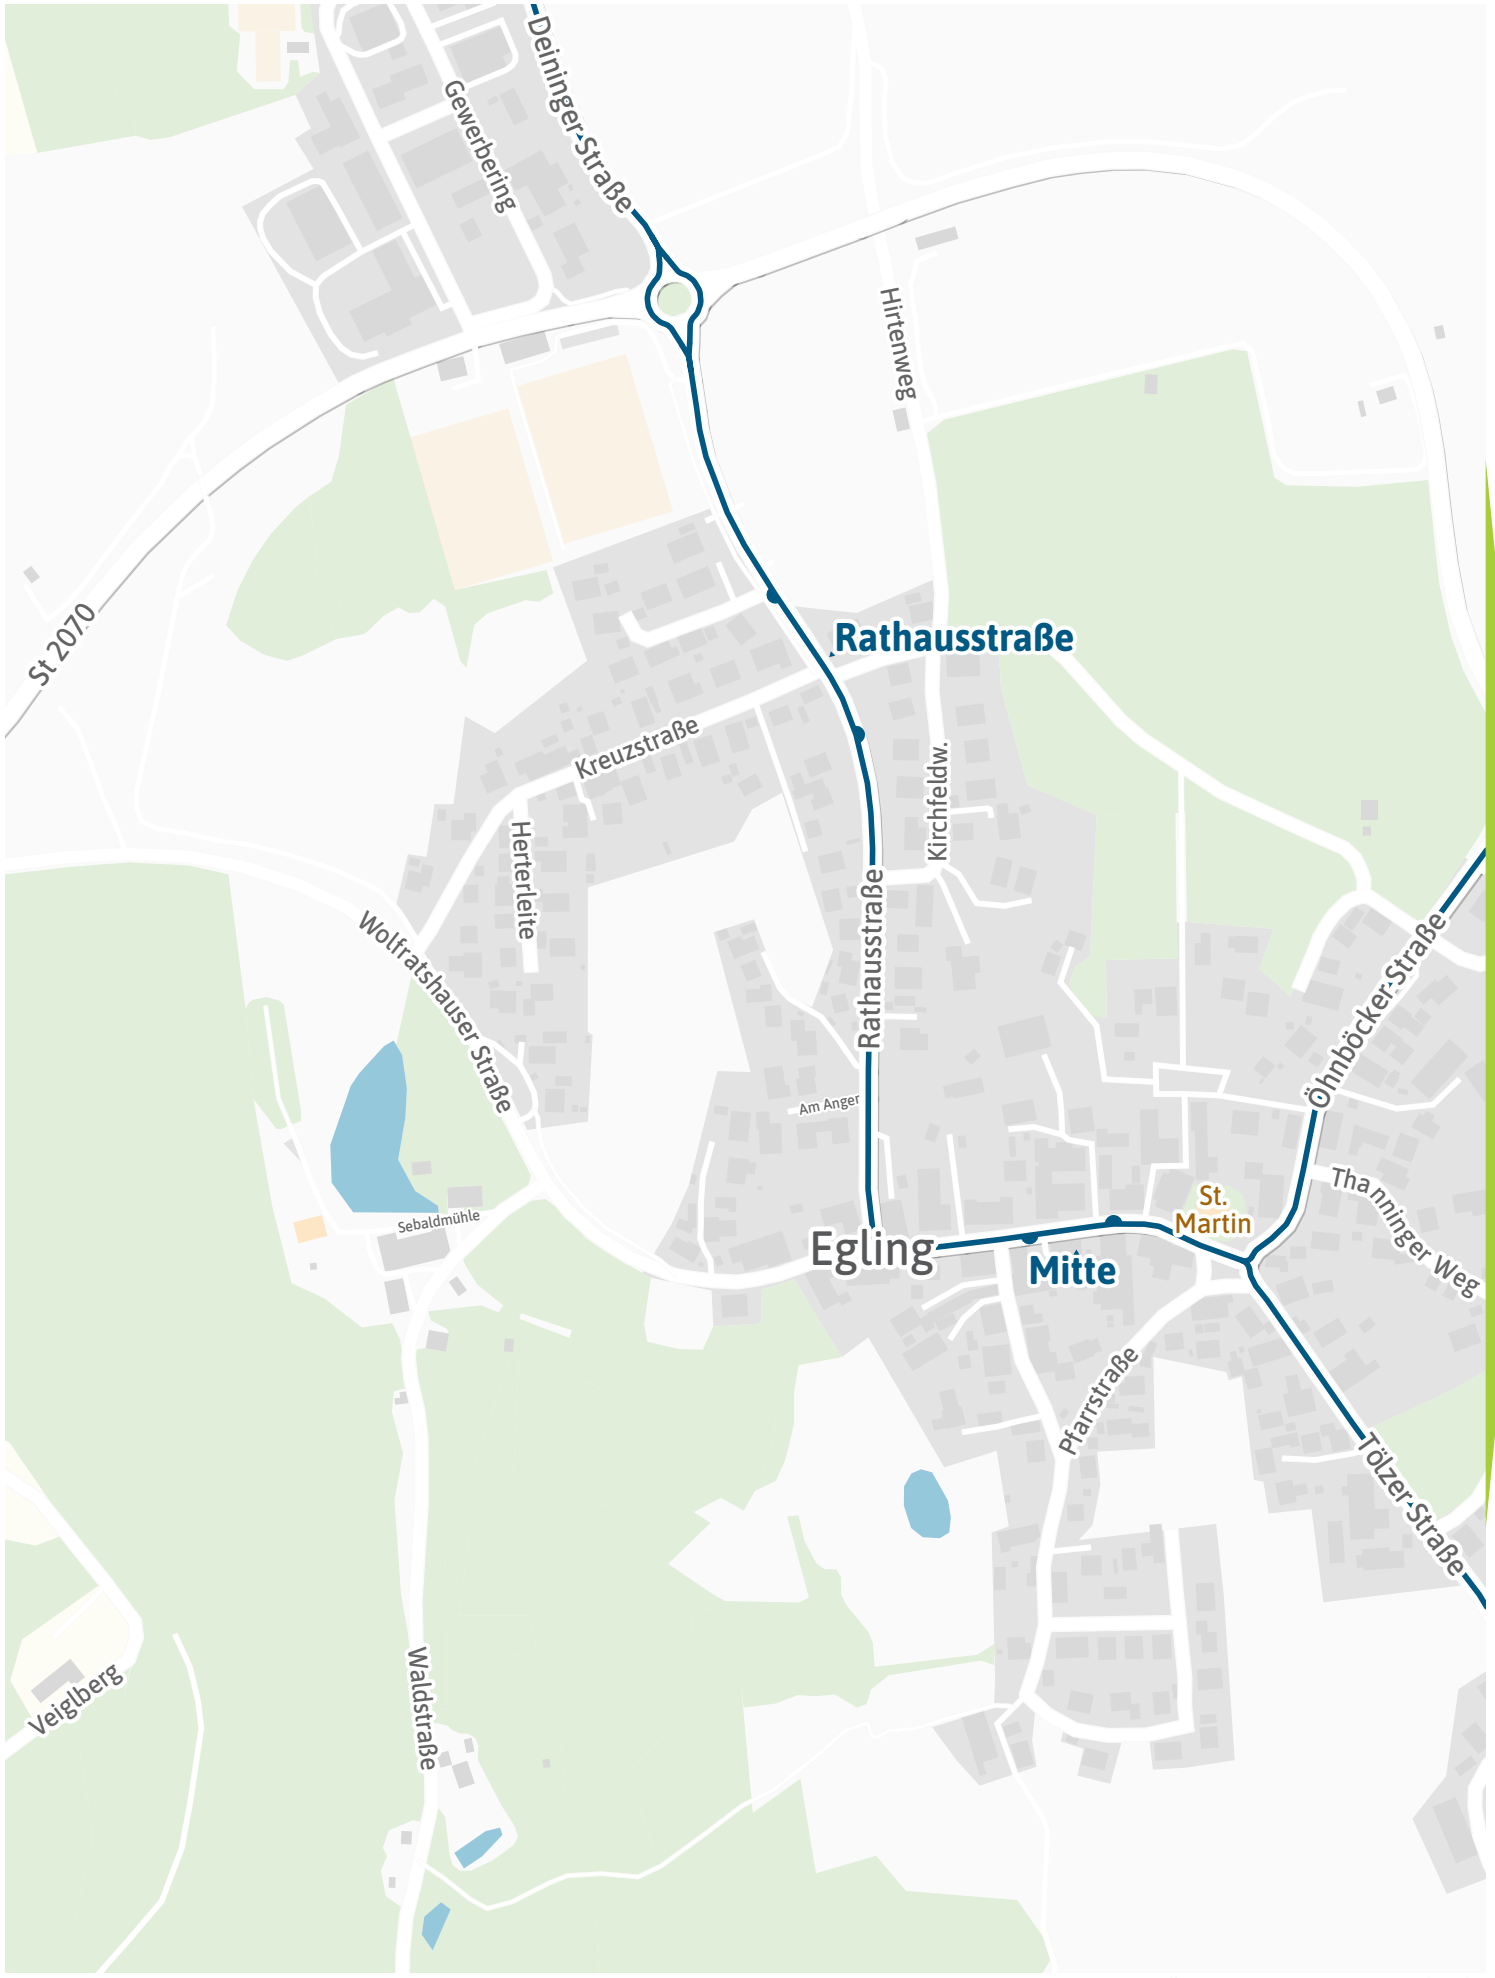 Deininger Straße
Gewerbering
Hirtenweg
St 2070
Rathausstraße
Kreuzstraße
Kirchfeldw.
Herterleite
Rathausstraße
Wolfratshauser Straße
Öhnböcker Straße
Am Anger
Thanninger Weg
St.
Martin
Sebaldmühle
Egling
Mitte
Pfarrstraße
Tölzer Straße
Waldstraße
Veiglberg